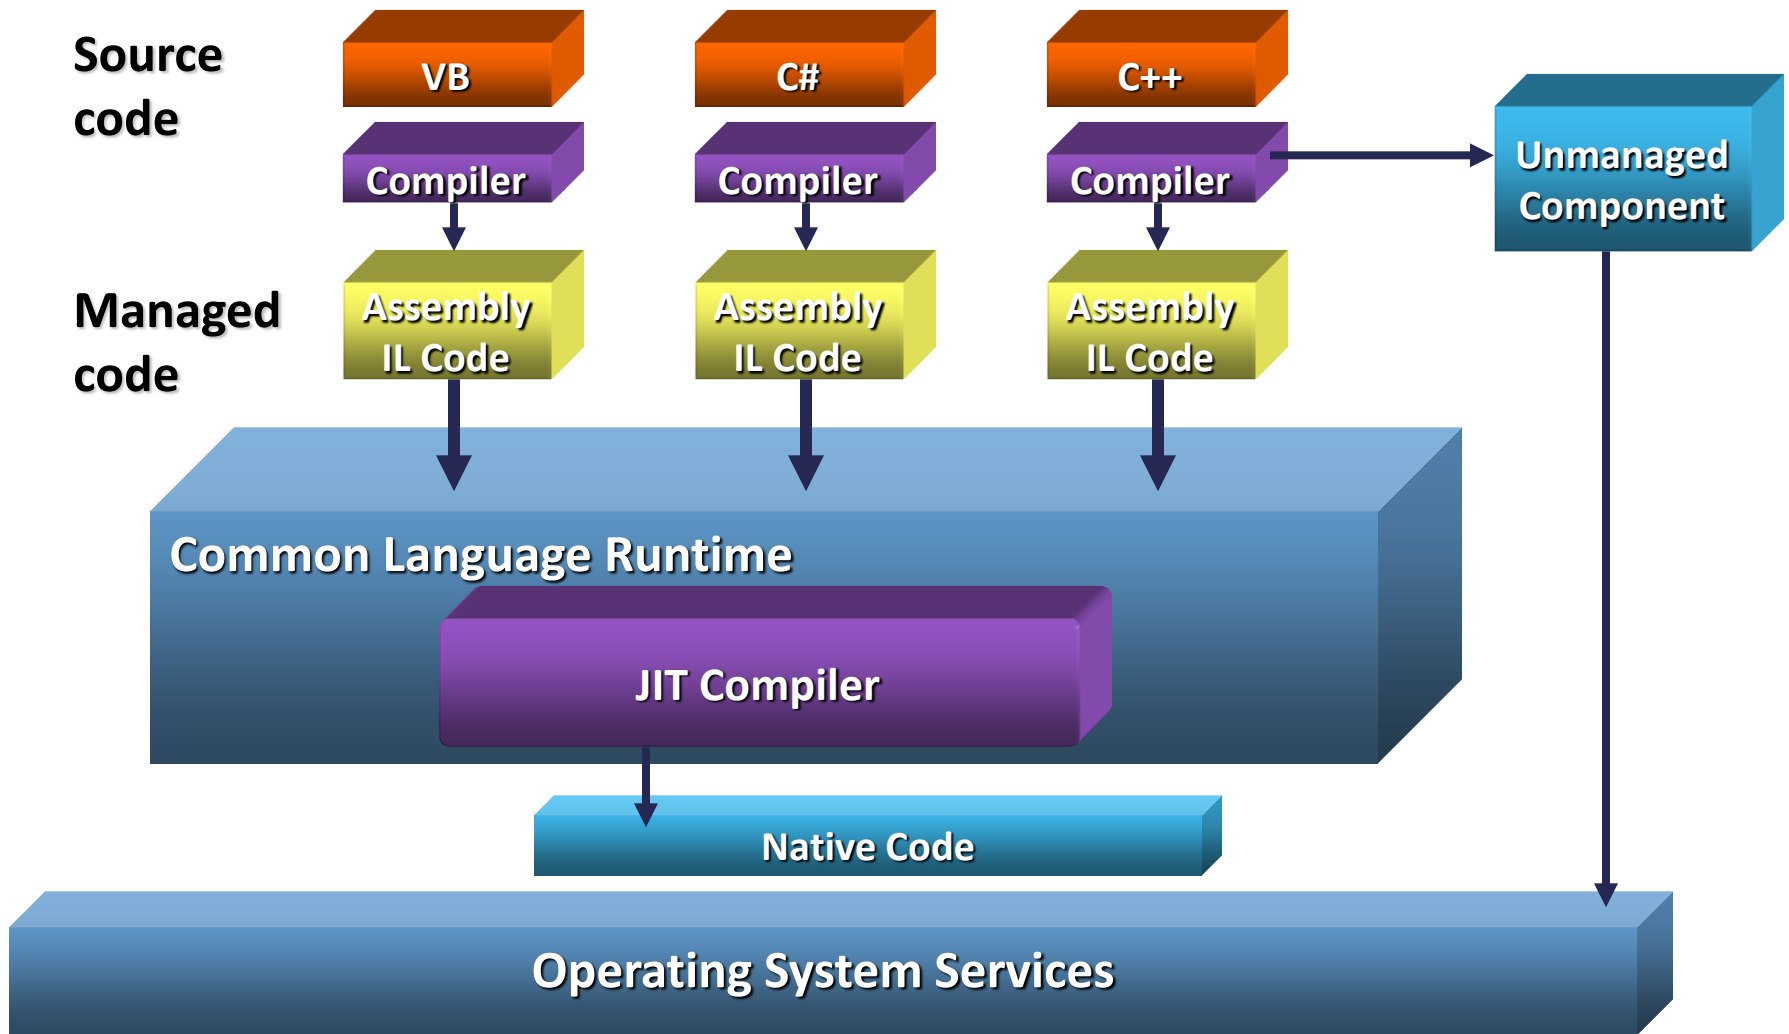 Source
code
VB
C#
C++
Compiler
Compiler
Compiler
Unmanaged
Component
Managed
code
Assembly
IL Code
Assembly
IL Code
Assembly
IL Code
Common Language Runtime
JIT Compiler
Native Code
Operating System Services